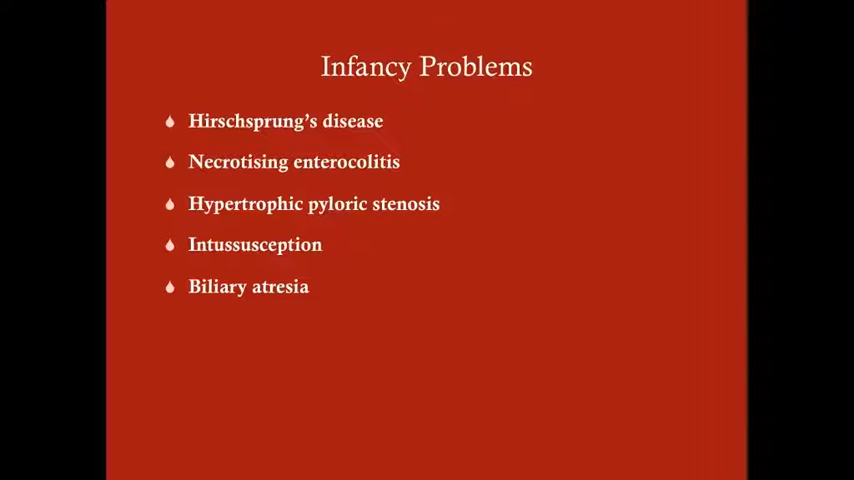 Infancy Problems
Hirschsprung's disease
Necrotising enterocolitis
Hypertrophic pyloric stenosis
Intussusception
Biliary atresia